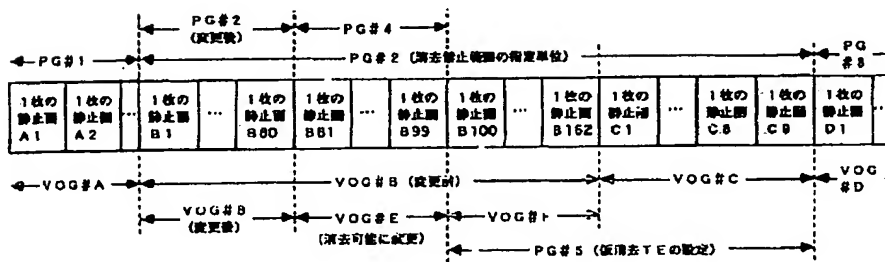 PG#2
(変更後)
PG#4
PG#1
PG#2 (消去禁止範囲の指定単位)
PG
#3
1枚の
静止画
A1
1枚の
静止画
A2
…
1枚の
静止画
B1
…
1枚の
静止画
B60
1枚の
静止画
B61
…
1枚の
静止画
B99
1枚の
静止画
B100
…
1枚の
静止画
B162
1枚の
静止画
C1
…
1枚の
静止画
C8
1枚の
静止画
C9
1枚の
静止画
D1
VOG#A
VOG#B (変更前)
VOG#C
VOG
#D
VOG#B
(変更後)
VOG#E
(消去可能に変更)
VOG#F
PG#5 (仮消去TEの設定)